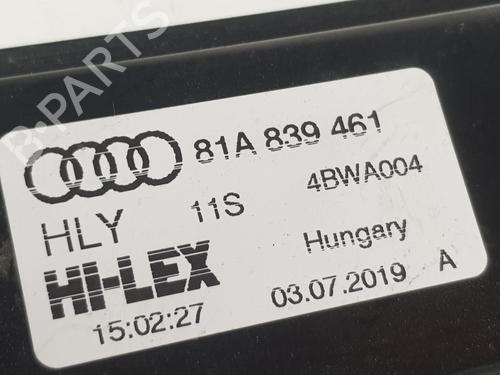 B-PARTS
81A 839 461
HLY 11S 4BWA004
HI-LEX Hungary
15:02:27 03.07.2019 A